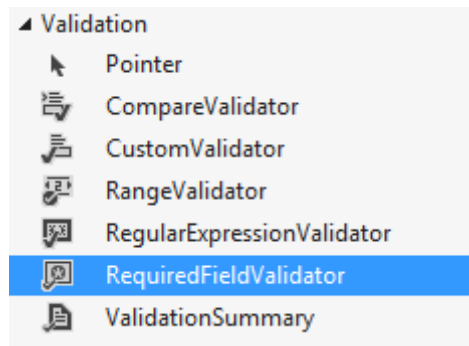 Validation
Pointer
CompareValidator
CustomValidator
RangeValidator
RegularExpressionValidator
RequiredFieldValidator
ValidationSummary